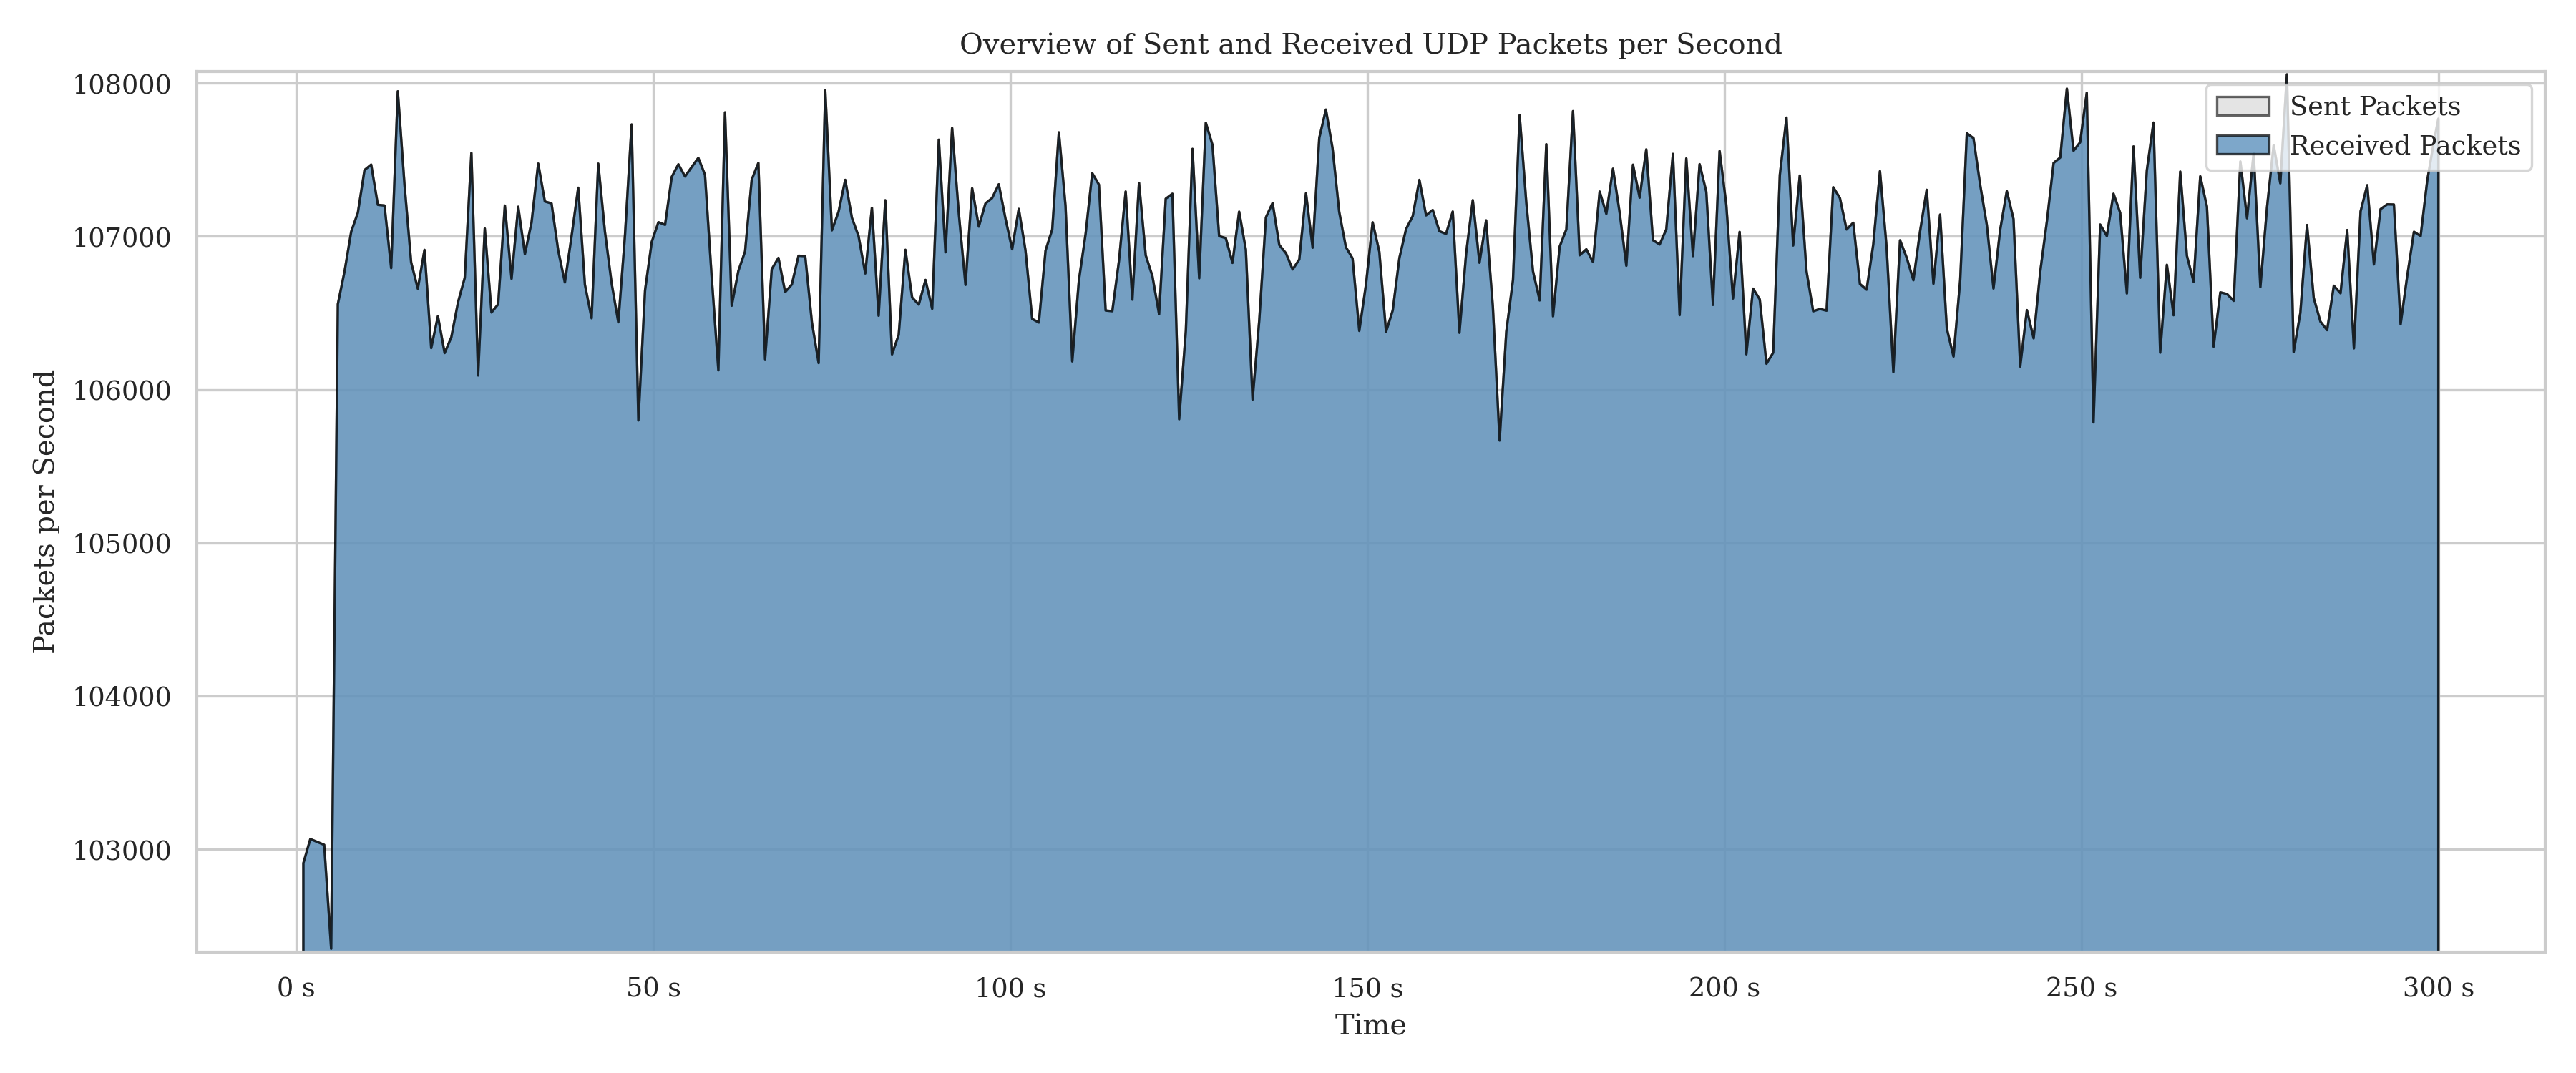 Overview of Sent and Received UDP Packets per Second
Packets per Second
108000
107000
106000
105000
104000
103000
Sent Packets
Received Packets
0 s
50 s
100 s
150 s
200 s
250 s
300 s
Time